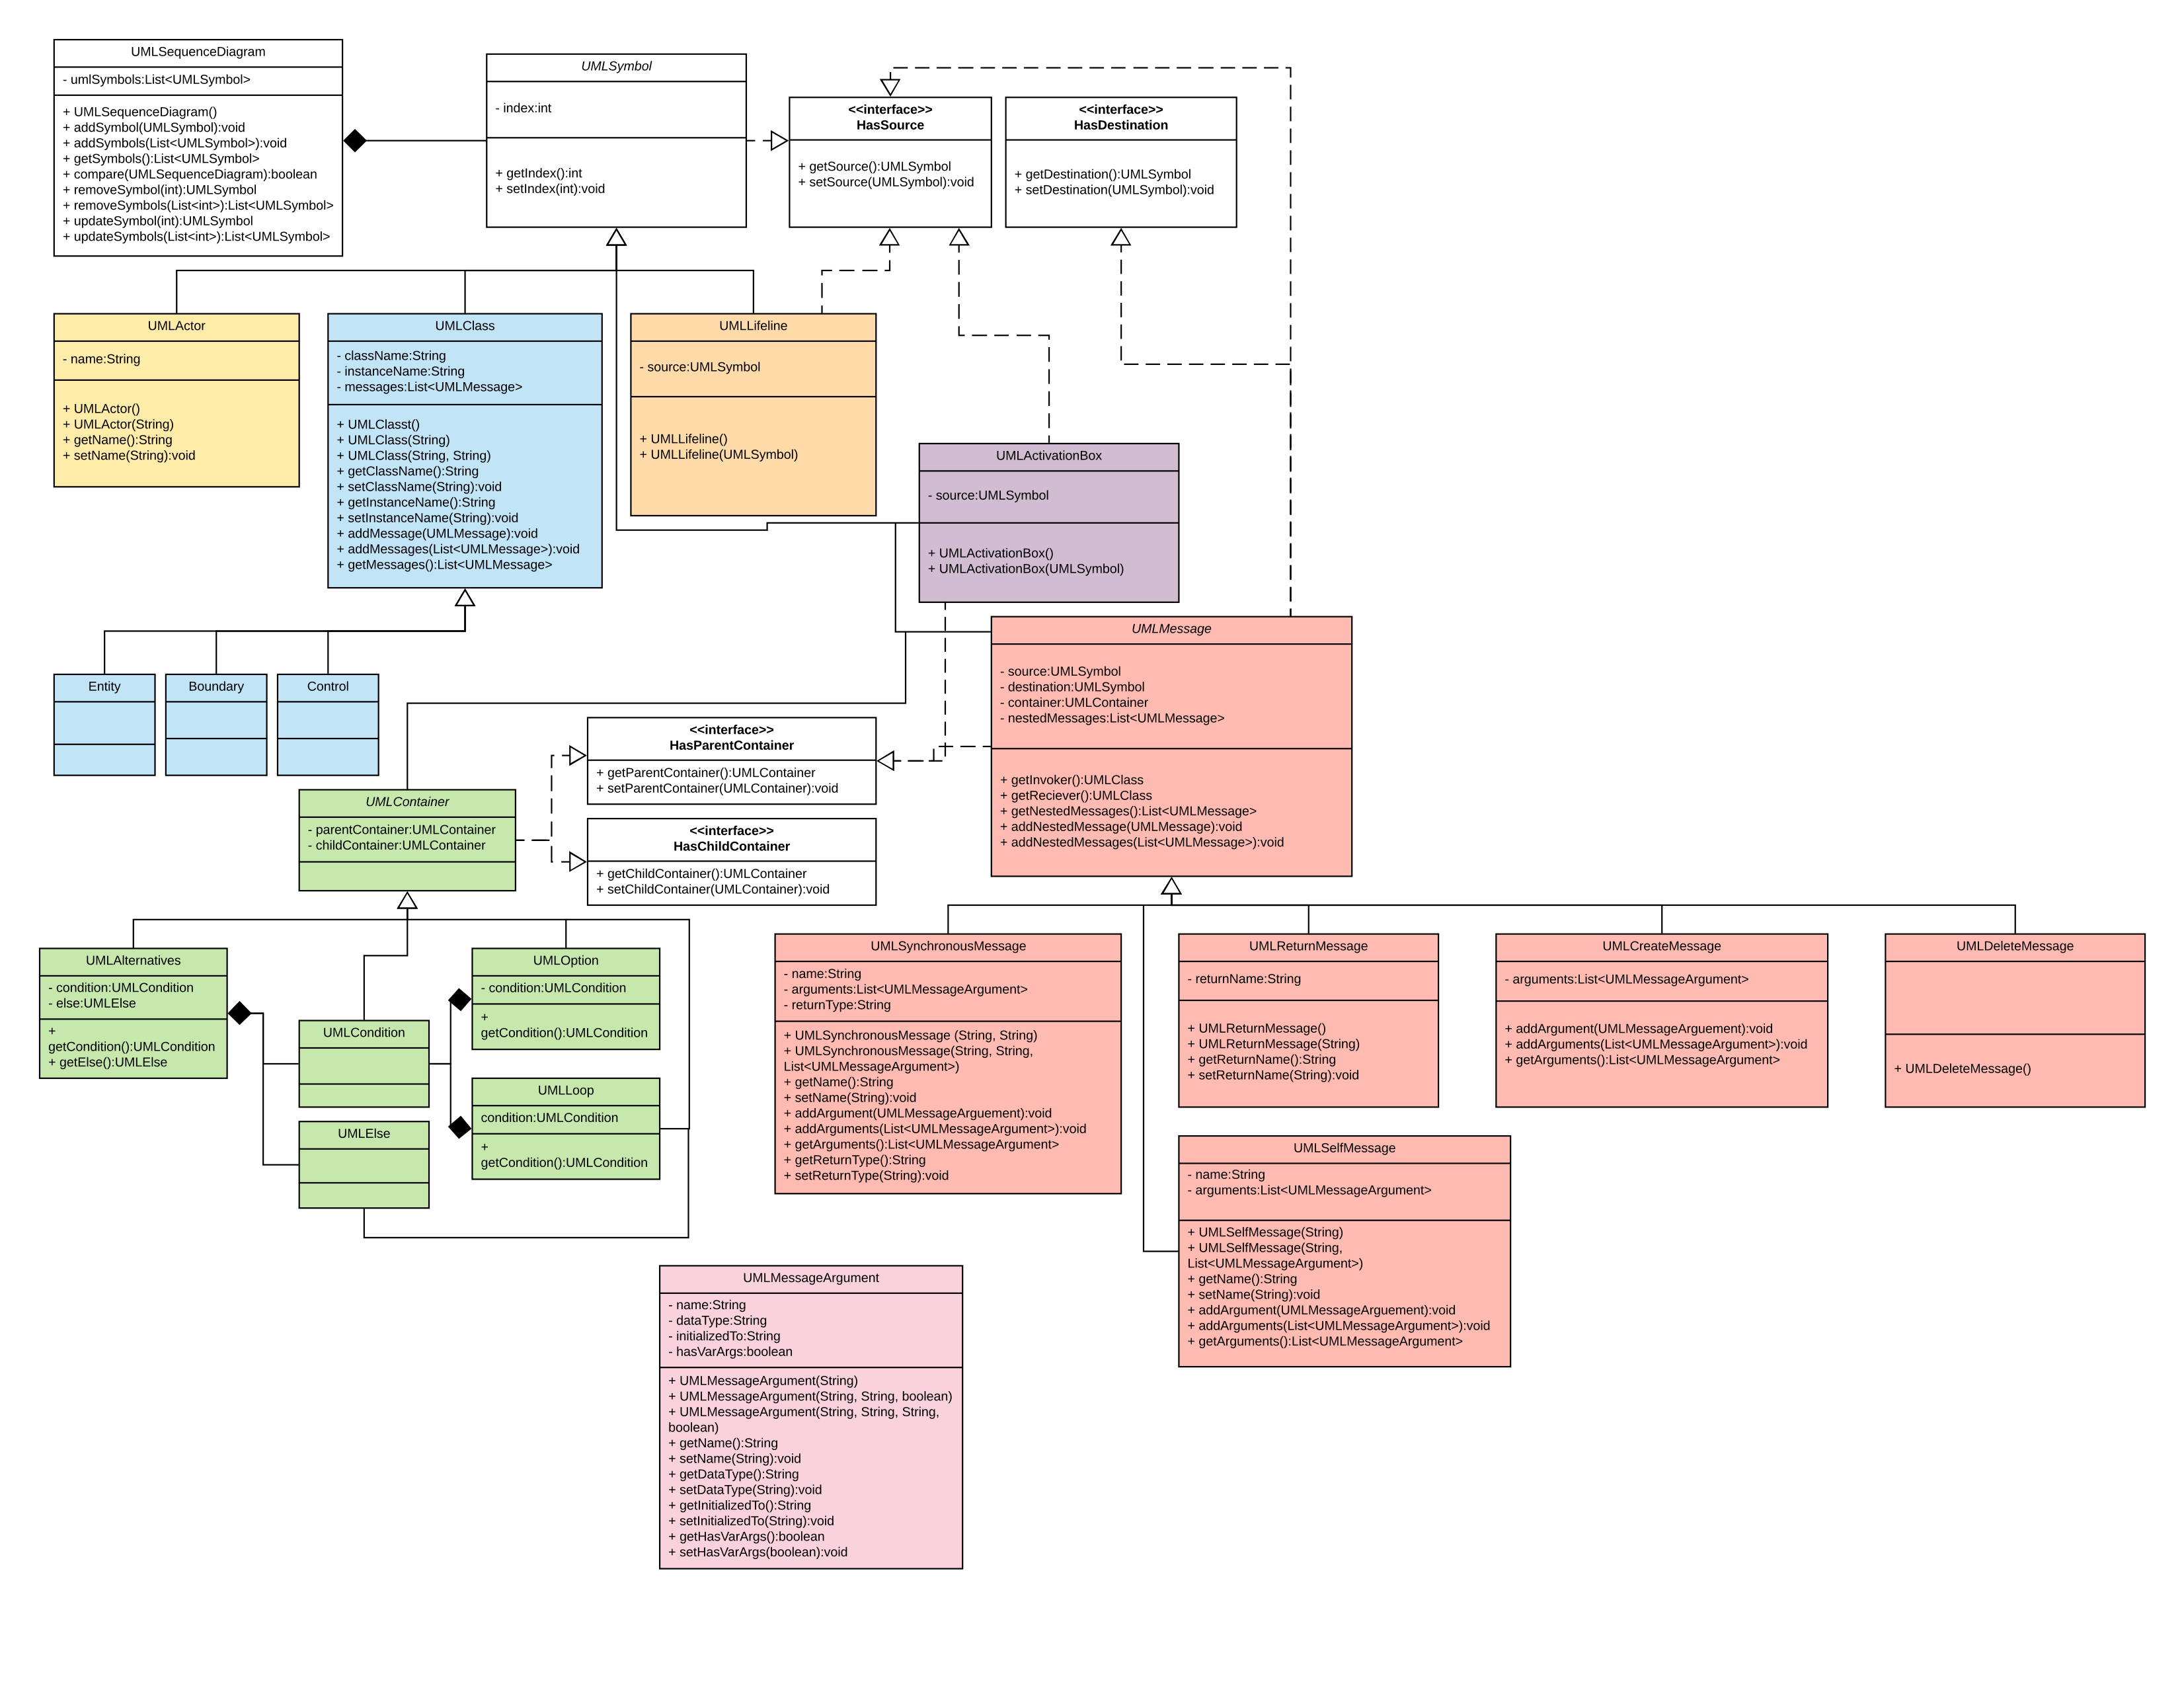 UMLSequenceDiagram
- umlSymbols:List<UMLSymbol>
+ UMLSequenceDiagram()
+ addSymbol(UMLSymbol):void
+ addSymbols(List<UMLSymbol>):void
+ getSymbols():List<UMLSymbol>
+ compare(UMLSequenceDiagram):boolean
+ removeSymbol(int):UMLSymbol
+ removeSymbols(List<int>):List<UMLSymbol>
+ updateSymbol(int):UMLSymbol
+ updateSymbols(List<int>):List<UMLSymbol>
UMLSymbol
- index:int
+ getIndex():int
+ setIndex(int):void
<<interface>>
HasSource
+ getSource():UMLSymbol
+ setSource(UMLSymbol):void
<<interface>>
HasDestination
+ getDestination():UMLSymbol
+ setDestination(UMLSymbol):void
UMLActor
- name:String
+ UMLActor()
+ UMLActor(String)
+ getName():String
+ setName(String):void
UMLClass
- className:String
- instanceName:String
- messages:List<UMLMessage>
+ UMLClasst()
+ UMLClass(String)
+ UMLClass(String, String)
+ getClassName():String
+ setClassName(String):void
+ getInstanceName():String
+ setInstanceName(String):void
+ addMessage(UMLMessage):void
+ addMessages(List<UMLMessage>):void
+ getMessages():List<UMLMessage>
UMLLifeline
- source:UMLSymbol
+ UMLLifeline()
+ UMLLifeline(UMLSymbol)
UMLActivationBox
- source:UMLSymbol
+ UMLActivationBox()
+ UMLActivationBox(UMLSymbol)
UMLMessage
- source:UMLSymbol
- destination:UMLSymbol
- container:UMLContainer
- nestedMessages:List<UMLMessage>
+ getInvoker():UMLClass
+ getReciever():UMLClass
+ getNestedMessages():List<UMLMessage>
+ addNestedMessage(UMLMessage):void
+ addNestedMessages(List<UMLMessage>):void
Entity
Boundary
Control
<<interface>>
HasParentContainer
+ getParentContainer():UMLContainer
+ setParentContainer(UMLContainer):void
UMLContainer
- parentContainer:UMLContainer
- childContainer:UMLContainer
<<interface>>
HasChildContainer
+ getChildContainer():UMLContainer
+ setChildContainer(UMLContainer):void
UMLAlternatives
- condition:UMLCondition
- else:UMLElse
+
getCondition():UMLCondition
+ getElse():UMLElse
UMLCondition
UMLElse
UMLOption
- condition:UMLCondition
+
getCondition():UMLCondition
UMLLoop
condition:UMLCondition
+
getCondition():UMLCondition
UMLSynchronousMessage
- name:String
- arguments:List<UMLMessageArgument>
- returnType:String
+ UMLSynchronousMessage (String, String)
+ UMLSynchronousMessage(String, String,
List<UMLMessageArgument>)
+ getName():String
+ setName(String):void
+ addArgument(UMLMessageArguement):void
+ addArguments(List<UMLMessageArgument>):void
+ getArguments():List<UMLMessageArgument>
+ getReturnType():String
+ setReturnType(String):void
UMLReturnMessage
- returnName:String
+ UMLReturnMessage()
+ UMLReturnMessage(String)
+ getReturnName():String
+ setReturnName(String):void
UMLCreateMessage
- arguments:List<UMLMessageArgument>
+ addArgument(UMLMessageArguement):void
+ addArguments(List<UMLMessageArgument>):void
+ getArguments():List<UMLMessageArgument>
UMLDeleteMessage
+ UMLDeleteMessage()
UMLSelfMessage
- name:String
- arguments:List<UMLMessageArgument>
+ UMLSelfMessage(String)
+ UMLSelfMessage(String,
List<UMLMessageArgument>)
+ getName():String
+ setName(String):void
+ addArgument(UMLMessageArguement):void
+ addArguments(List<UMLMessageArgument>):void
+ getArguments():List<UMLMessageArgument>
UMLMessageArgument
- name:String
- dataType:String
- initializedTo:String
- hasVarArgs:boolean
+ UMLMessageArgument(String)
+ UMLMessageArgument(String, String, boolean)
+ UMLMessageArgument(String, String, String,
boolean)
+ getName():String
+ setName(String):void
+ getDataType():String
+ setDataType(String):void
+ getInitializedTo():String
+ setInitializedTo(String):void
+ getHasVarArgs():boolean
+ setHasVarArgs(boolean):void